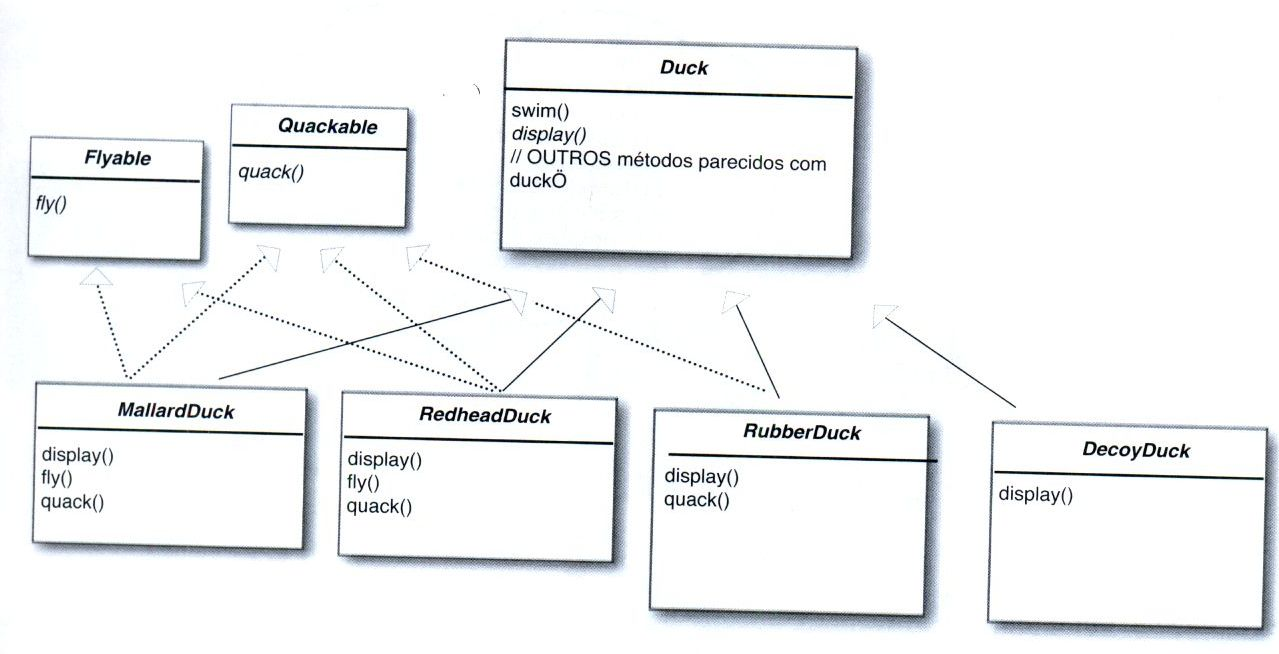 Duck
swim()
display()
// OUTROS métodos parecidos com
duckÖ
Quackable
quack()
Flyable
fly()
MallardDuck
display()
fly()
quack()
RedheadDuck
display()
fly()
quack()
RubberDuck
display()
quack()
DecoyDuck
display()